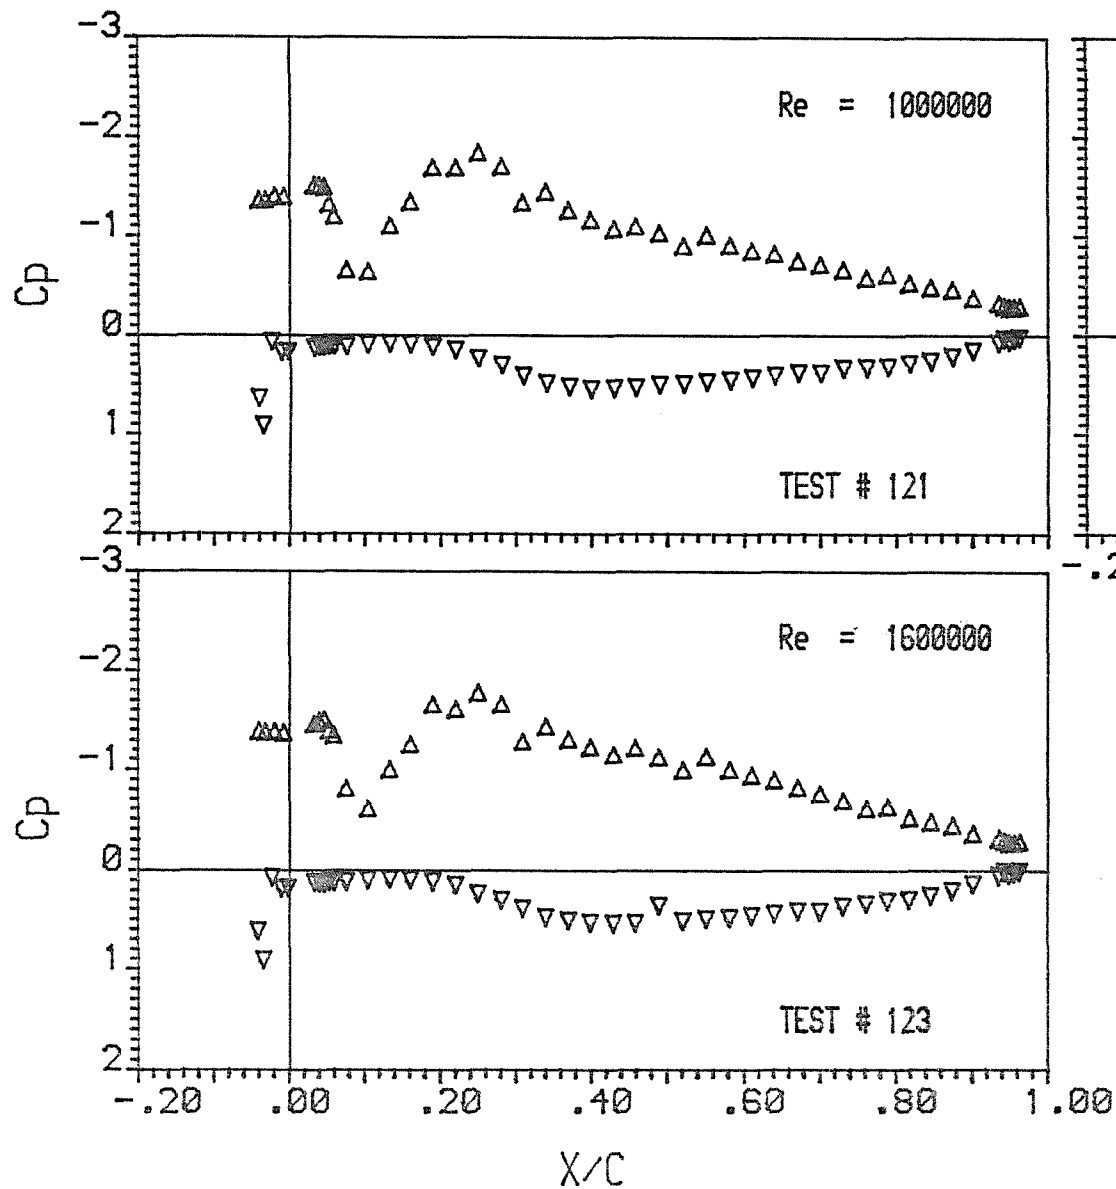 -3
Re = 1000000
-2
-1
Cp
0
1
TEST # 121
2
-3
-.2
Re = 1600000
-2
-1
Cp
0
1
TEST # 123
2
-.20 .00 .20 .40 .60 .80 1.00
X/C